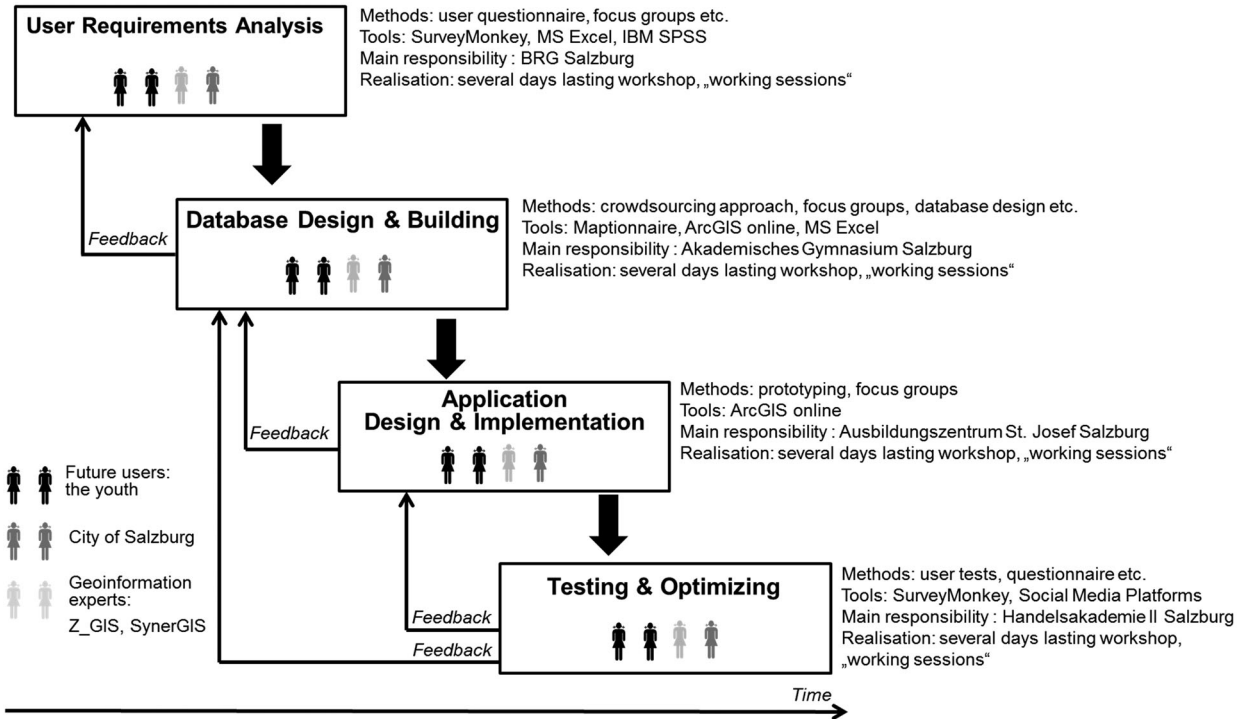 User Requirements Analysis
Methods: user questionnaire, focus groups etc.
Tools: SurveyMonkey, MS Excel, IBM SPSS
Main responsibility : BRG Salzburg
Realisation: several days lasting workshop, „working sessions“
Feedback
Database Design & Building
Methods: crowdsourcing approach, focus groups, database design etc.
Tools: Maptionnaire, ArcGIS online, MS Excel
Main responsibility : Akademisches Gymnasium Salzburg
Realisation: several days lasting workshop, „working sessions“
Feedback
Application
Design & Implementation
Methods: prototyping, focus groups
Tools: ArcGIS online
Main responsibility : Ausbildungszentrum St. Josef Salzburg
Realisation: several days lasting workshop, „working sessions“
Feedback
Feedback
Testing & Optimizing
Methods: user tests, questionnaire etc.
Tools: SurveyMonkey, Social Media Platforms
Main responsibility : Handelsakademie II Salzburg
Realisation: several days lasting workshop,
„working sessions“
Future users:
the youth
City of Salzburg
Geoinformation
experts:
Z_GIS, SynerGIS
Time